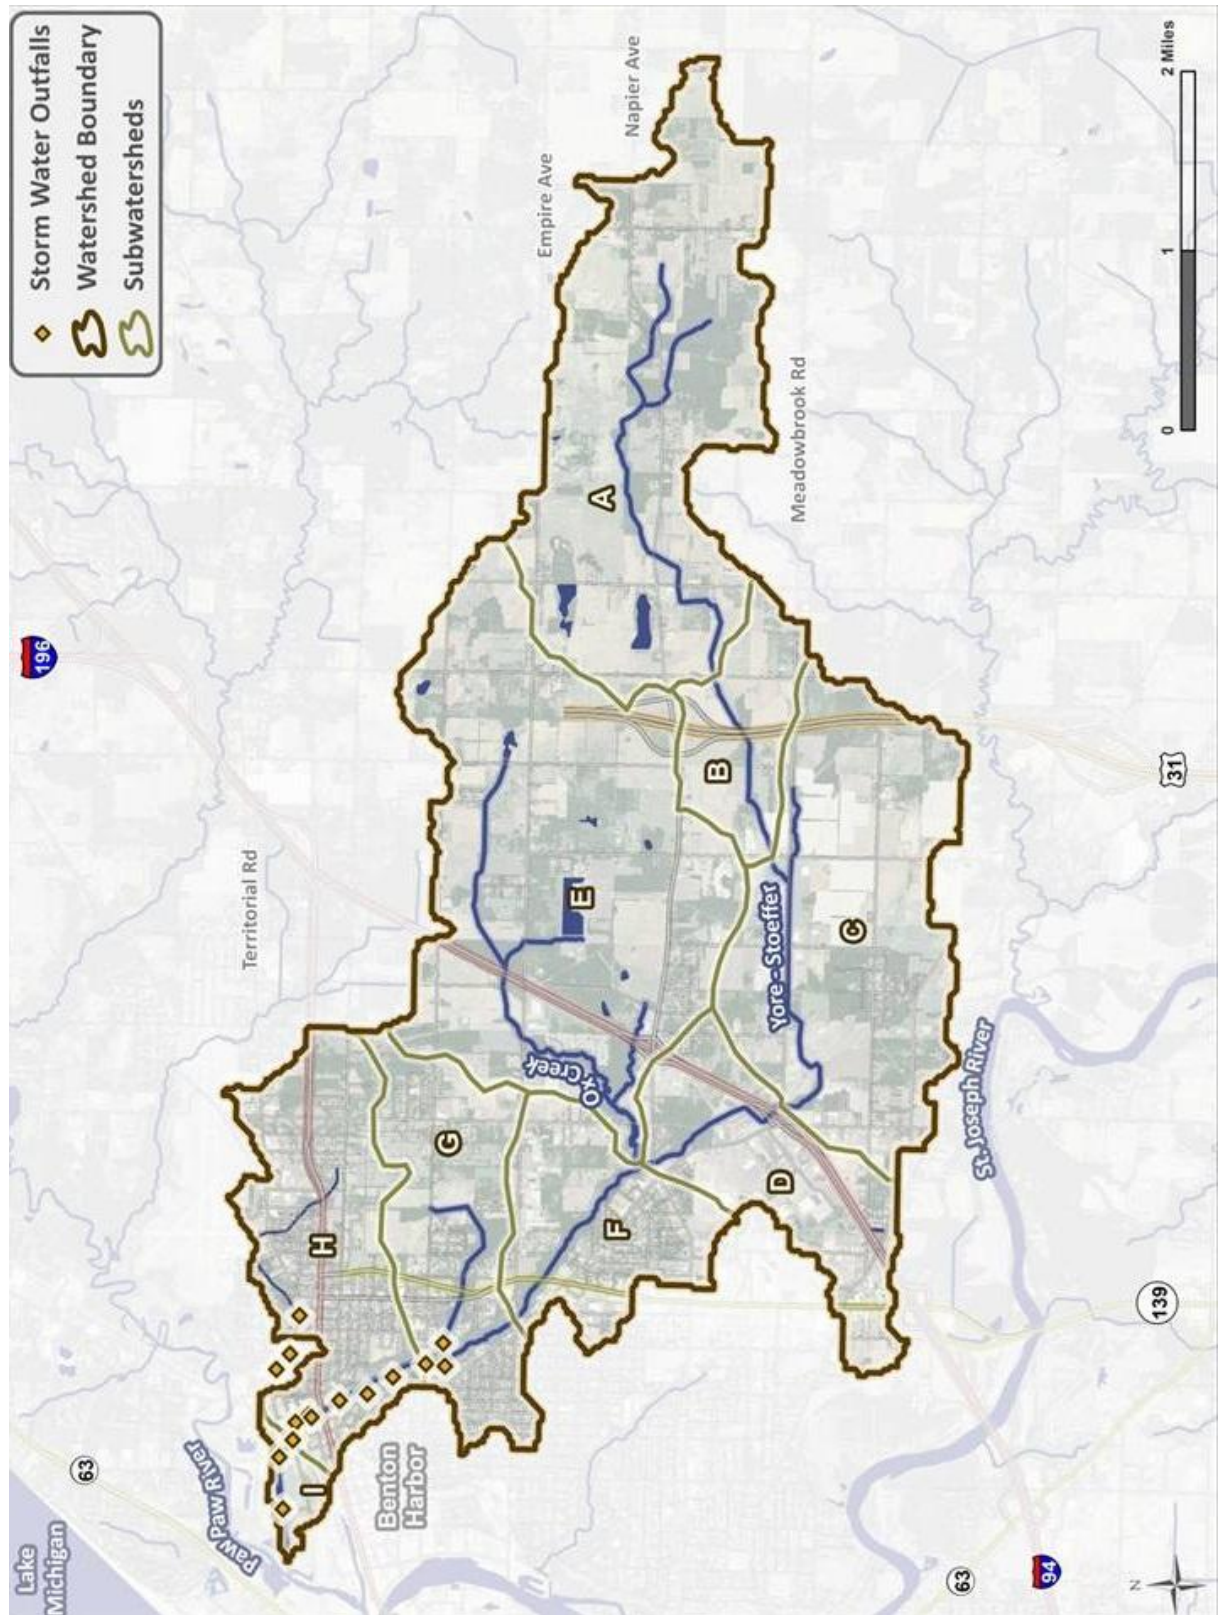 Storm Water Outfalls
Watershed Boundary
Subwatersheds
Lake
Michigan
63
Paw Paw River
Benton
Harbor
Territorial Rd
196
Empire Ave
Napier Ave
I
H
G
F
E
D
C
B
A
Ox Creek
Yore - Stoeffer
Meadowbrook Rd
St. Joseph River
31
139
63
94
N
0
1
2 Miles